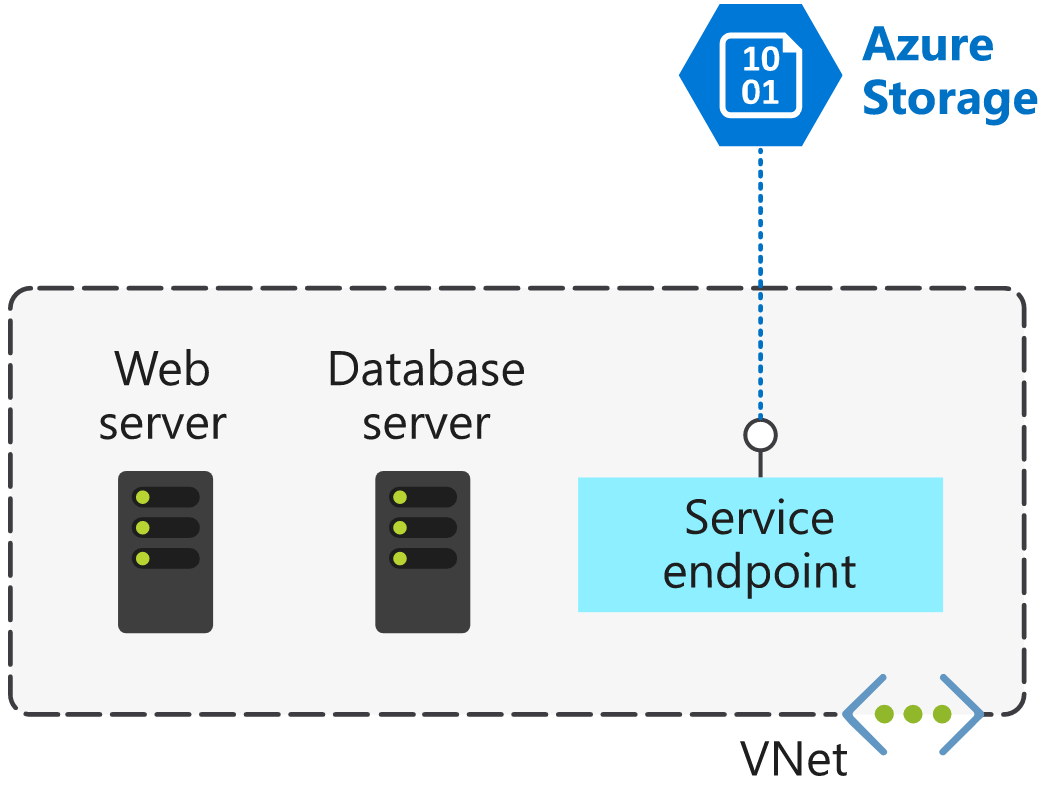 10
01
Azure
Storage
Web
server
Database
server
Service
endpoint
VNet